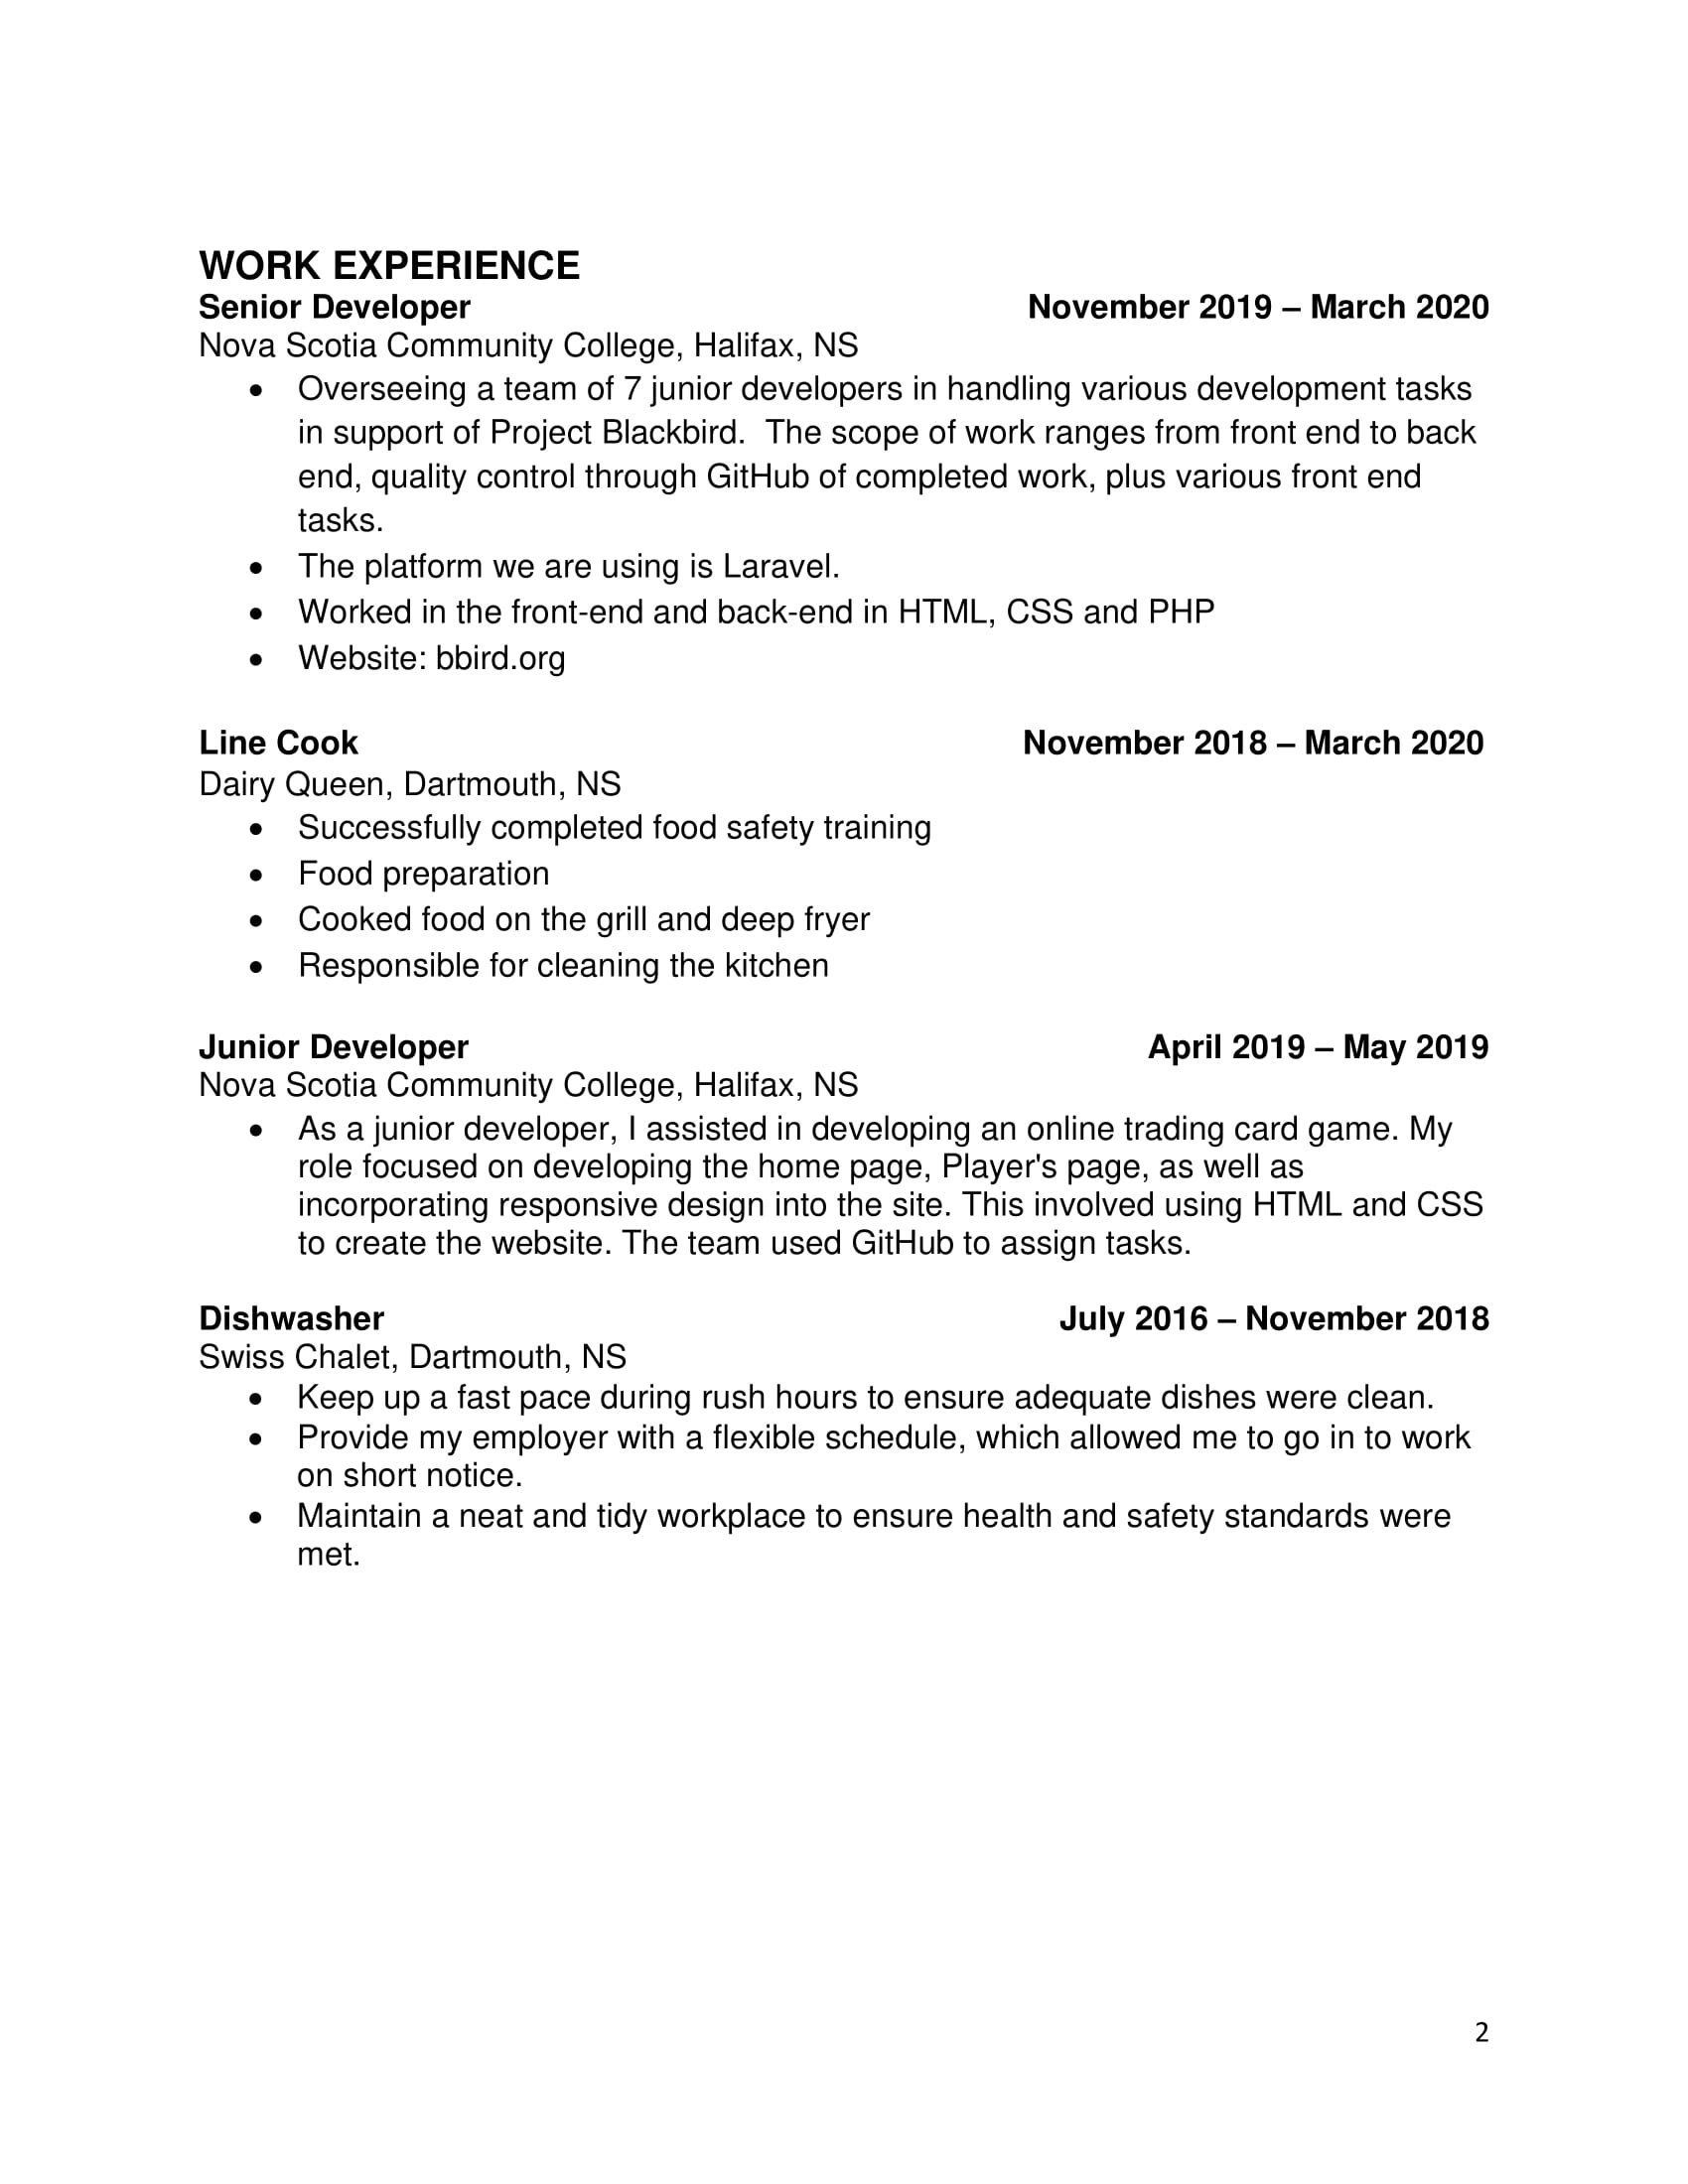 WORK EXPERIENCE
Senior Developer November 2019 – March 2020
Nova Scotia Community College, Halifax, NS
• Overseeing a team of 7 junior developers in handling various development tasks
in support of Project Blackbird.  The scope of work ranges from front end to back
end, quality control through GitHub of completed work, plus various front end
tasks.
• The platform we are using is Laravel.
• Worked in the front-end and back-end in HTML, CSS and PHP
• Website: bbird.org
Line Cook November 2018 – March 2020
Dairy Queen, Dartmouth, NS
• Successfully completed food safety training
• Food preparation
• Cooked food on the grill and deep fryer
• Responsible for cleaning the kitchen
Junior Developer April 2019 – May 2019
Nova Scotia Community College, Halifax, NS
• As a junior developer, I assisted in developing an online trading card game. My
role focused on developing the home page, Player's page, as well as
incorporating responsive design into the site. This involved using HTML and CSS
to create the website. The team used GitHub to assign tasks.
Dishwasher July 2016 – November 2018
Swiss Chalet, Dartmouth, NS
• Keep up a fast pace during rush hours to ensure adequate dishes were clean.
• Provide my employer with a flexible schedule, which allowed me to go in to work
on short notice.
• Maintain a neat and tidy workplace to ensure health and safety standards were
met.
2